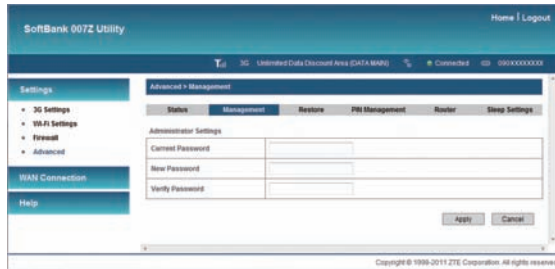 Home | Logout
SoftBank 007Z Utility
3G Unlimited Data Discount Area (DATA MAIN) Connected 090XXXXXXXX
Settings
3G Settings
Wi-Fi Settings
Firewall
Advanced
WAN Connection
Help
Advanced > Management
Status Management Restore PIN Management Router Sleep Settings
Administrator Settings
Current Password
New Password
Verify Password
Apply Cancel
Copyright © 1998-2011 ZTE Corporation. All rights reserve